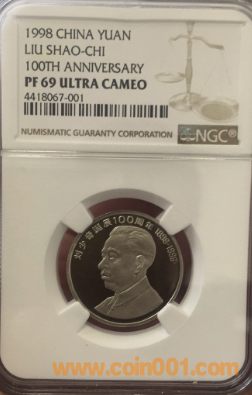 1998 CHINA YUAN
LIU SHAO-CHI
100TH ANNIVERSARY
PF 69 ULTRA CAMEO
4418067-001
NUMISMATIC GUARANTY CORPORATION
NGC
刘少奇诞辰100周年 1898-1998
www.coin001.com